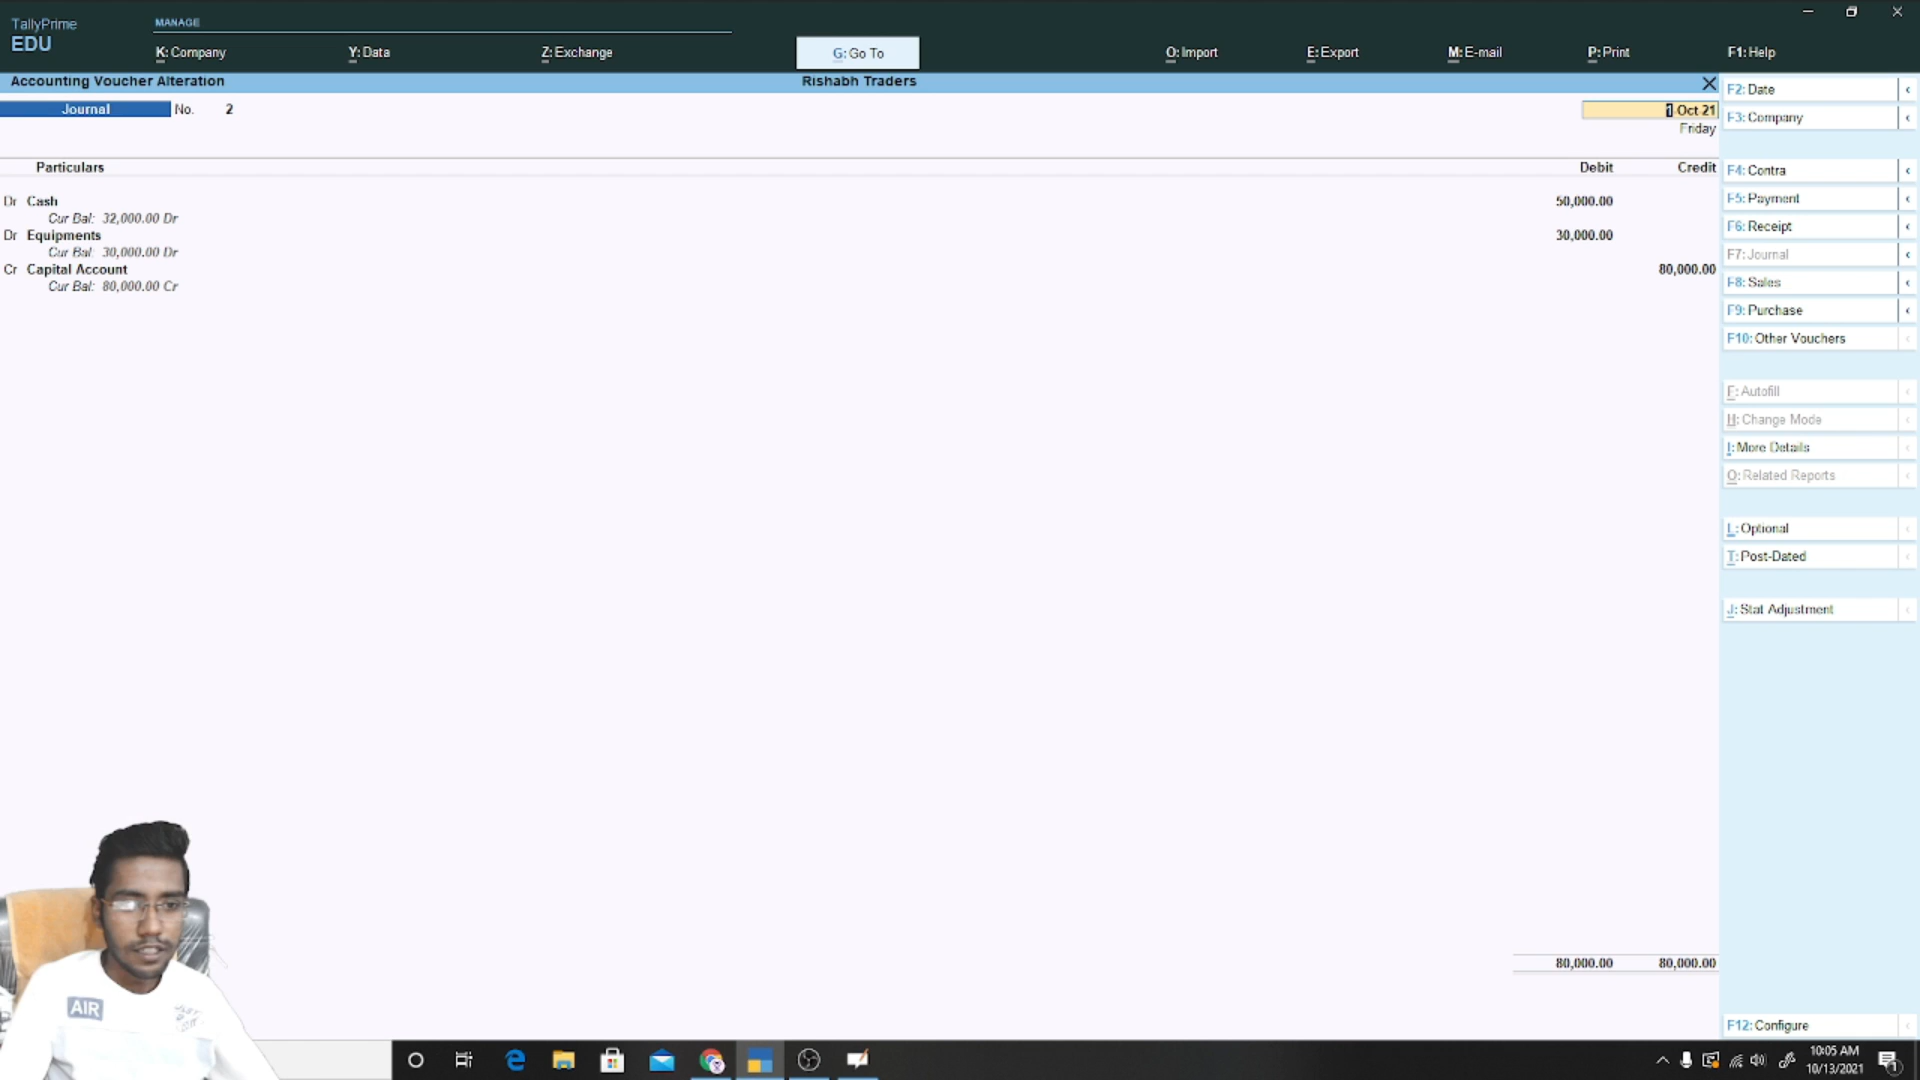 TallyPrime
EDU
MANAGE
K: Company
Y: Data
Z: Exchange
G: Go To
O: Import
E: Export
M: E-mail
P: Print
F1: Help
Accounting Voucher Alteration
Rishabh Traders
Journal No. 2
1 Oct 21
Friday
Particulars Debit Credit
Dr Cash 50,000.00
Cur Bal: 32,000.00 Dr
Dr Equipments 30,000.00
Cur Bal: 30,000.00 Dr
Cr Capital Account 80,000.00
Cur Bal: 80,000.00 Cr
80,000.00 80,000.00
F2: Date
F3: Company
F4: Contra
F5: Payment
F6: Receipt
F7: Journal
F8: Sales
F9: Purchase
F10: Other Vouchers
F: Autofill
H: Change Mode
I: More Details
O: Related Reports
L: Optional
T: Post-Dated
J: Stat Adjustment
F12: Configure
AIR
10:05 AM
10/13/2021
1